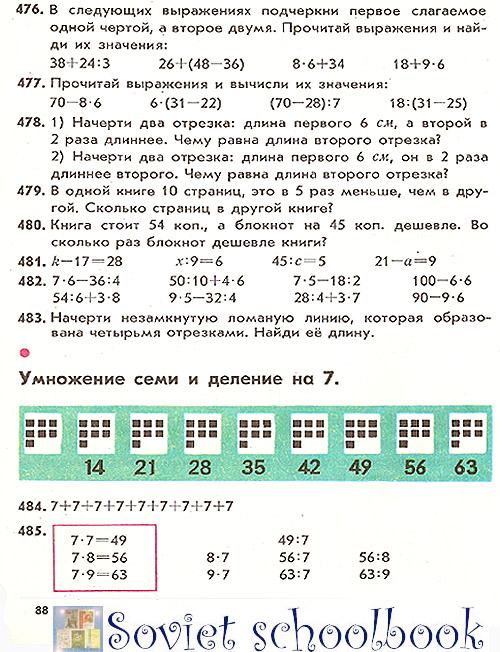 476. В следующих выражениях подчеркни первое слагаемое
одной чертой, а второе двумя. Прочитай выражения и най-
ди их значения:
38+24:3 26+(48—36) 8·6+34 18+9·6
477. Прочитай выражения и вычисли их значения:
70—8·6 6·(31—22) (70—28):7 18:(31—25)
478. 1) Начерти два отрезка: длина первого 6 см, а второй в
2 раза длиннее. Чему равна длина второго отрезка?
2) Начерти два отрезка: длина первого 6 см, он в 2 раза
длиннее второго. Чему равна длина второго отрезка?
479. В одной книге 10 страниц, это в 5 раз меньше, чем в дру-
гой. Сколько страниц в другой книге?
480. Книга стоит 54 коп., а блокнот на 45 коп. дешевле. Во
сколько раз блокнот дешевле книги?
481. k—17=28 x:9=6 45:c=5 21—a=9
482. 7·6—36:4 50:10+4·6 7·5—18:2 100—6·6
54:6+3·8 9·5—32:4 28:4+3·7 90—9·6
483. Начерти незамкнутую ломаную линию, которая образо-
вана четырьмя отрезками. Найди её длину.
Умножение семи и деление на 7.
14 21 28 35 42 49 56 63
484. 7+7+7+7+7+7+7+7+7
485.
7·7=49 49:7
7·8=56 8·7 56:7 56:8
7·9=63 9·7 63:7 63:9
88
Soviet schoolbook